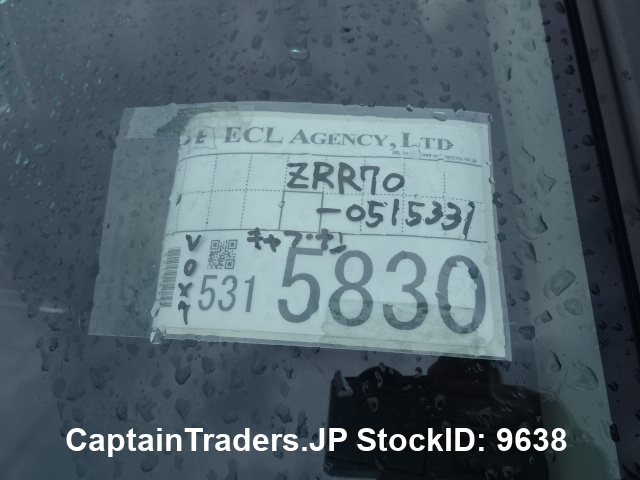 ECL AGENCY, LTD
ZRR70
-0515331
キャプテン
VOXY
531 5830
CaptainTraders.JP StockID: 9638